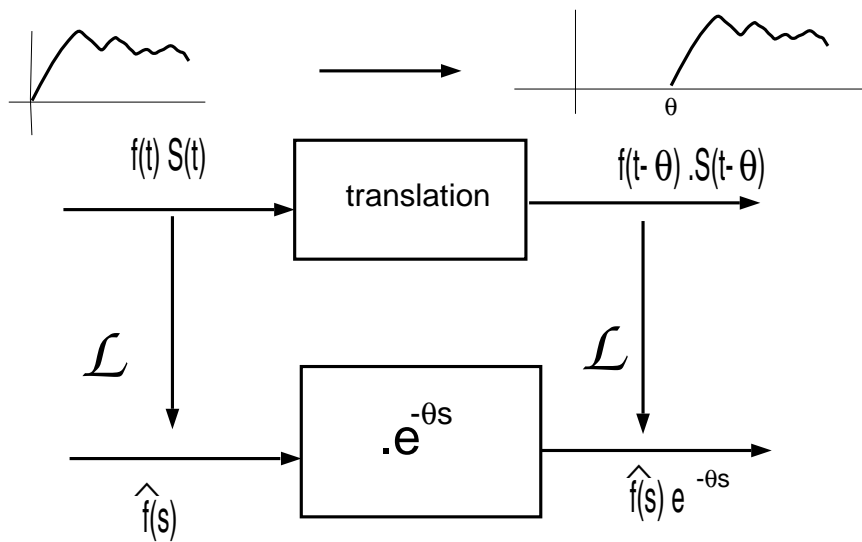 θ
f(t) S(t)
translation
f(t- θ) .S(t-θ)
ℒ
ℒ
.e^-θs
f̂(s)
f̂(s) e^-θs